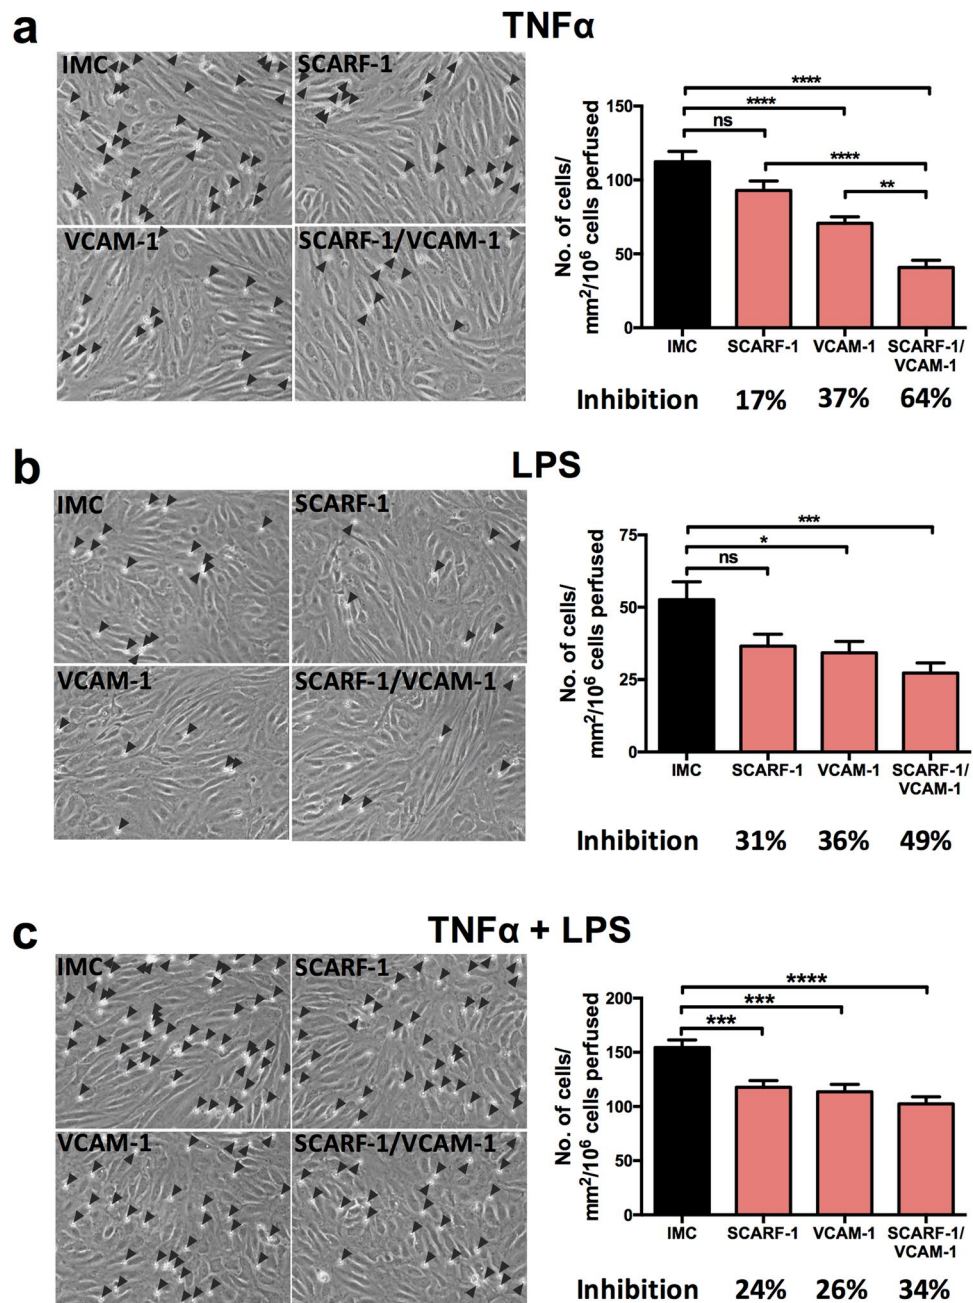 a
TNFα
IMC
SCARF-1
VCAM-1
SCARF-1/VCAM-1
No. of cells/
mm²/10⁶ cells perfused
150
100
50
0
****
****
ns
****
**
IMC
SCARF-1
VCAM-1
SCARF-1/
VCAM-1
Inhibition 17% 37% 64%
b
LPS
IMC
SCARF-1
VCAM-1
SCARF-1/VCAM-1
No. of cells/
mm²/10⁶ cells perfused
75
50
25
0
***
*
ns
IMC
SCARF-1
VCAM-1
SCARF-1/
VCAM-1
Inhibition 31% 36% 49%
c
TNFα + LPS
IMC
SCARF-1
VCAM-1
SCARF-1/VCAM-1
No. of cells/
mm²/10⁶ cells perfused
200
150
100
50
0
****
***
***
IMC
SCARF-1
VCAM-1
SCARF-1/
VCAM-1
Inhibition 24% 26% 34%